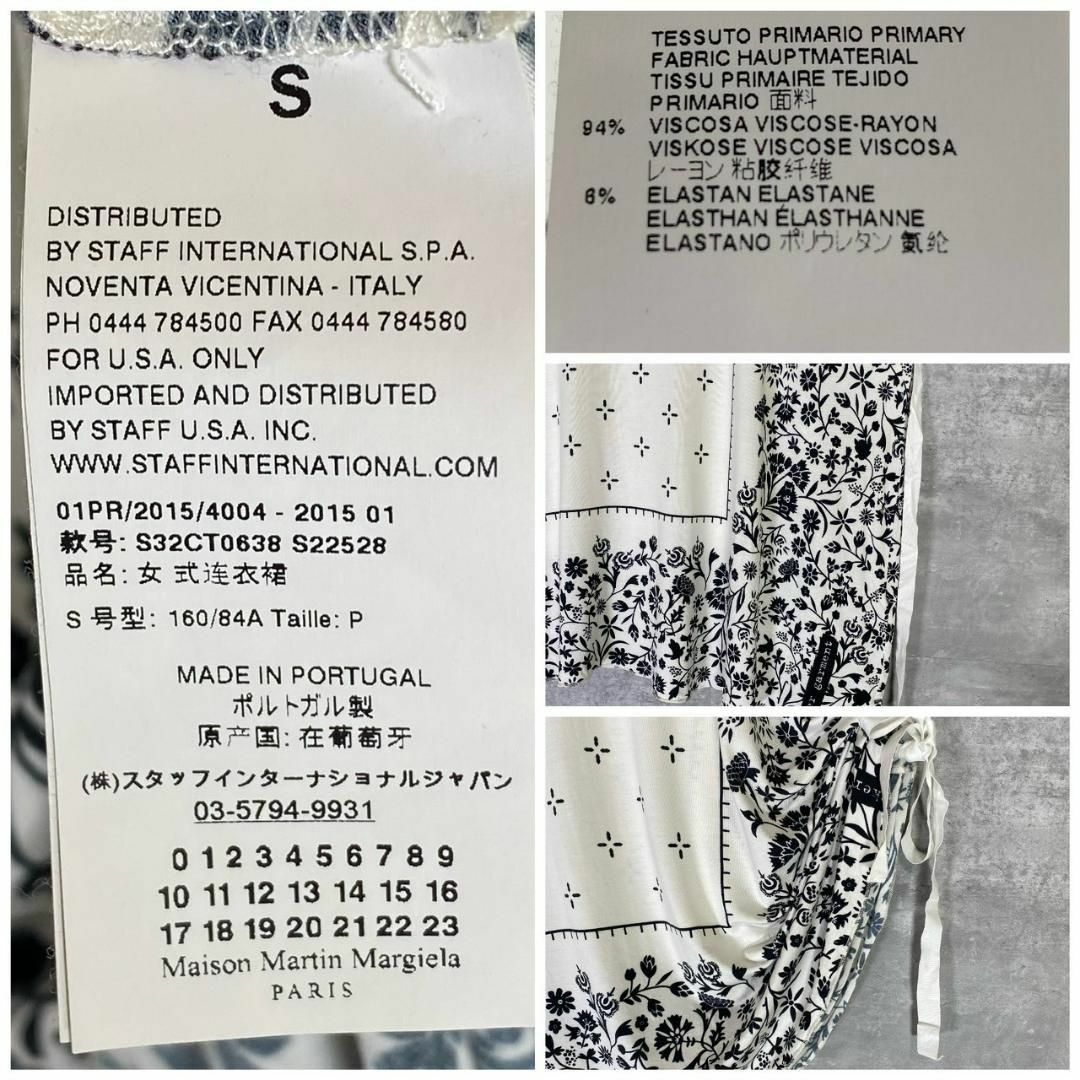 S
DISTRIBUTED
BY STAFF INTERNATIONAL S.P.A.
NOVENTA VICENTINA - ITALY
PH 0444 784500 FAX 0444 784580
FOR U.S.A. ONLY
IMPORTED AND DISTRIBUTED
BY STAFF U.S.A. INC.
WWW.STAFFINTERNATIONAL.COM
01PR/2015/4004 - 2015 01
款号: S32CT0638 S22528
品名: 女 式连衣裙
S 号型: 160/84A Taille: P
MADE IN PORTUGAL
ポルトガル製
原产国: 在葡萄牙
(株)スタッフインターナショナルジャパン
03-5794-9931
0 1 2 3 4 5 6 7 8 9
10 11 12 13 14 15 16
17 18 19 20 21 22 23
Maison Martin Margiela
PARIS
TESSUTO PRIMARIO PRIMARY
FABRIC HAUPTMATERIAL
TISSU PRIMAIRE TEJIDO
PRIMARIO 面料
94% VISCOSA VISCOSE-RAYON
VISKOSE VISCOSE VISCOSA
レーヨン 粘胶纤维
6% ELASTAN ELASTANE
ELASTHAN ÉLASTHANNE
ELASTANO ポリウレタン 氨纶